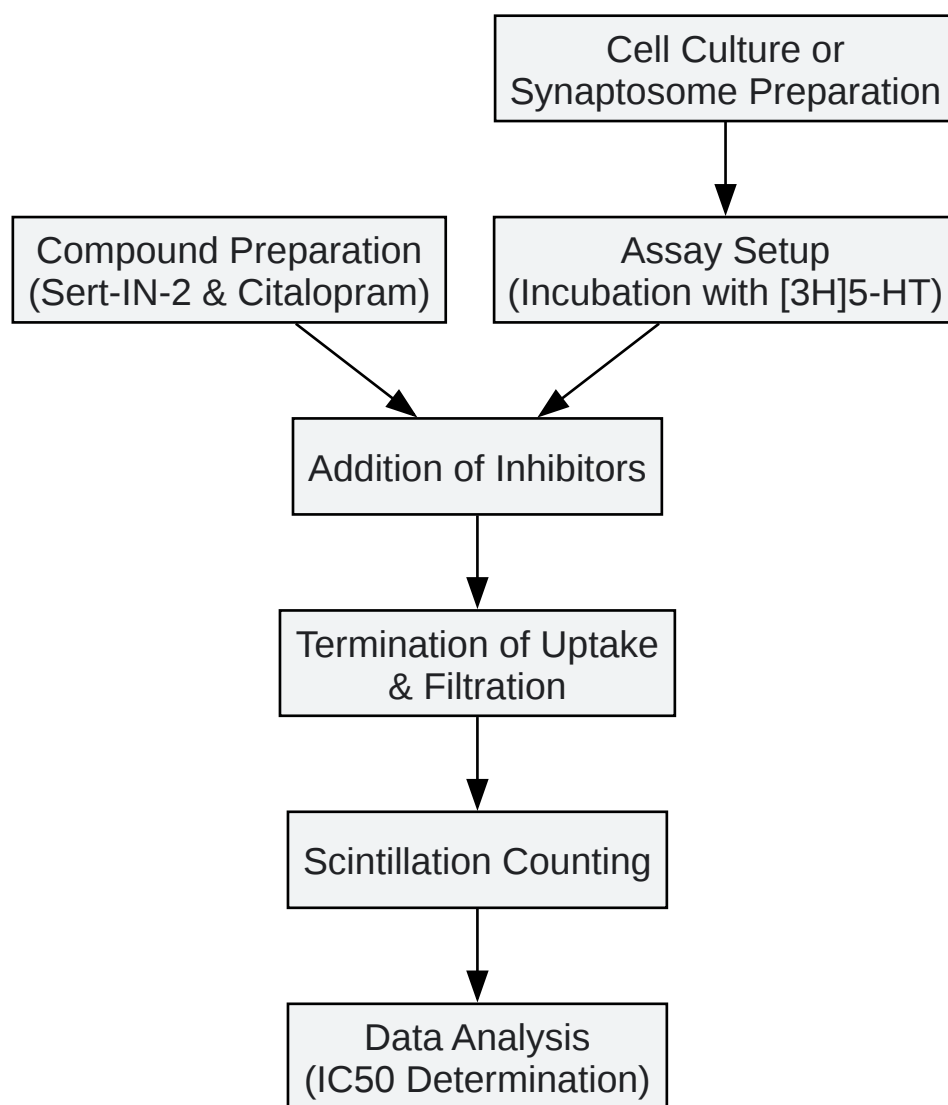 Cell Culture or
Synaptosome Preparation
Compound Preparation
(Sert-IN-2 & Citalopram)
Assay Setup
(Incubation with [3H]5-HT)
Addition of Inhibitors
Termination of Uptake
& Filtration
Scintillation Counting
Data Analysis
(IC50 Determination)